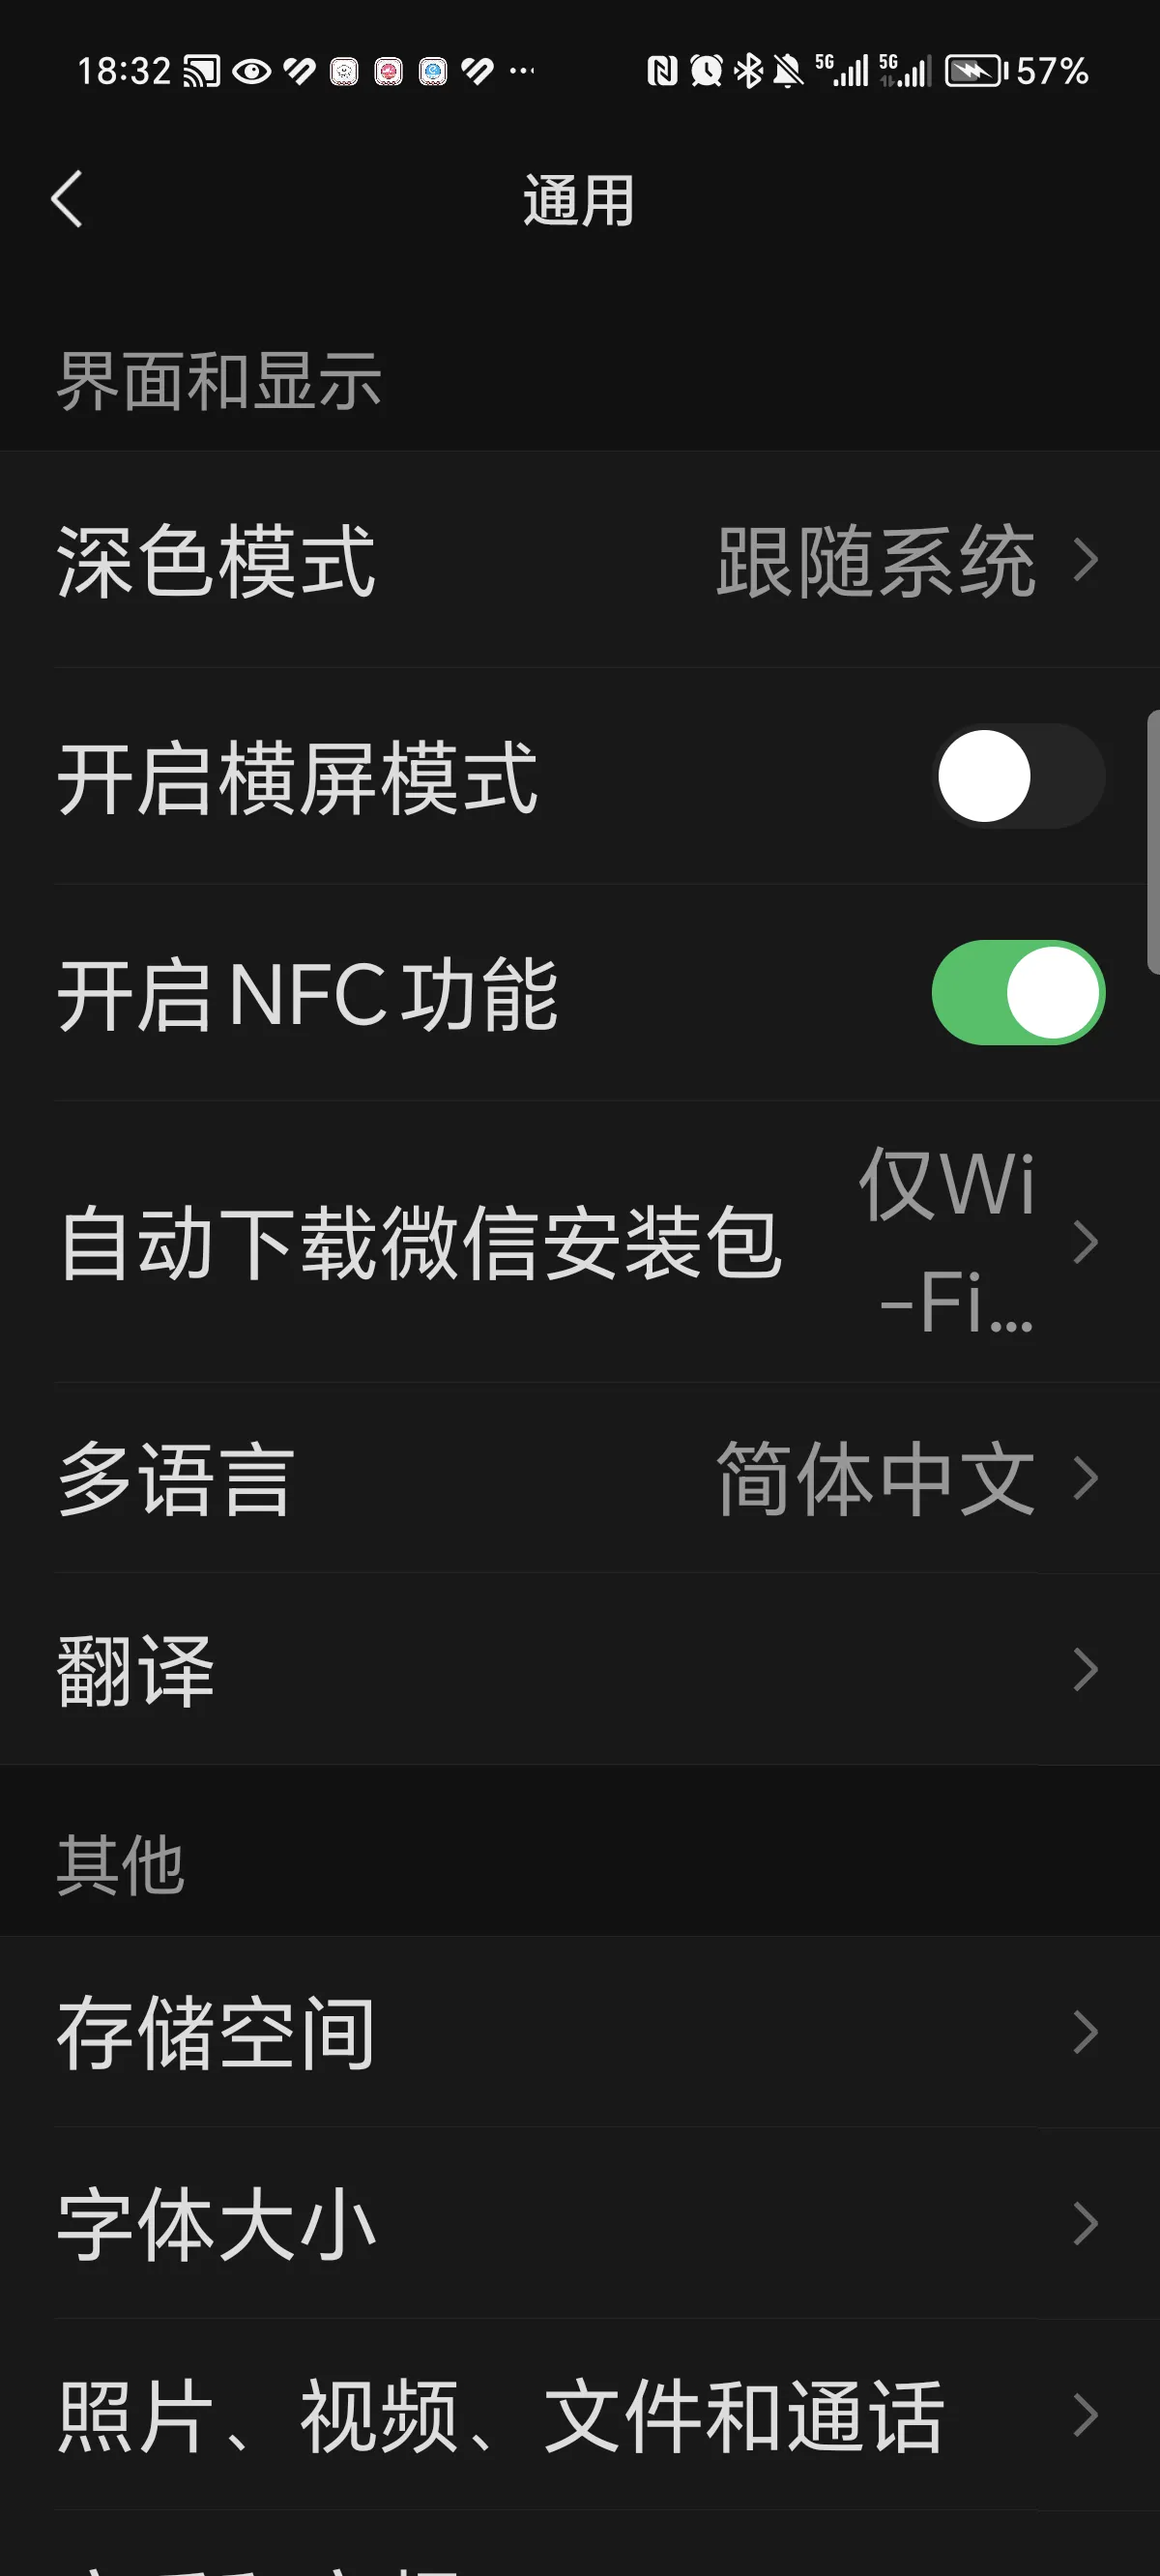 18:32 5G 5G 57%
通用
界面和显示
深色模式 跟随系统
开启横屏模式
开启NFC功能
自动下载微信安装包 仅Wi
-Fi...
多语言 简体中文
翻译
其他
存储空间
字体大小
照片、视频、文件和通话